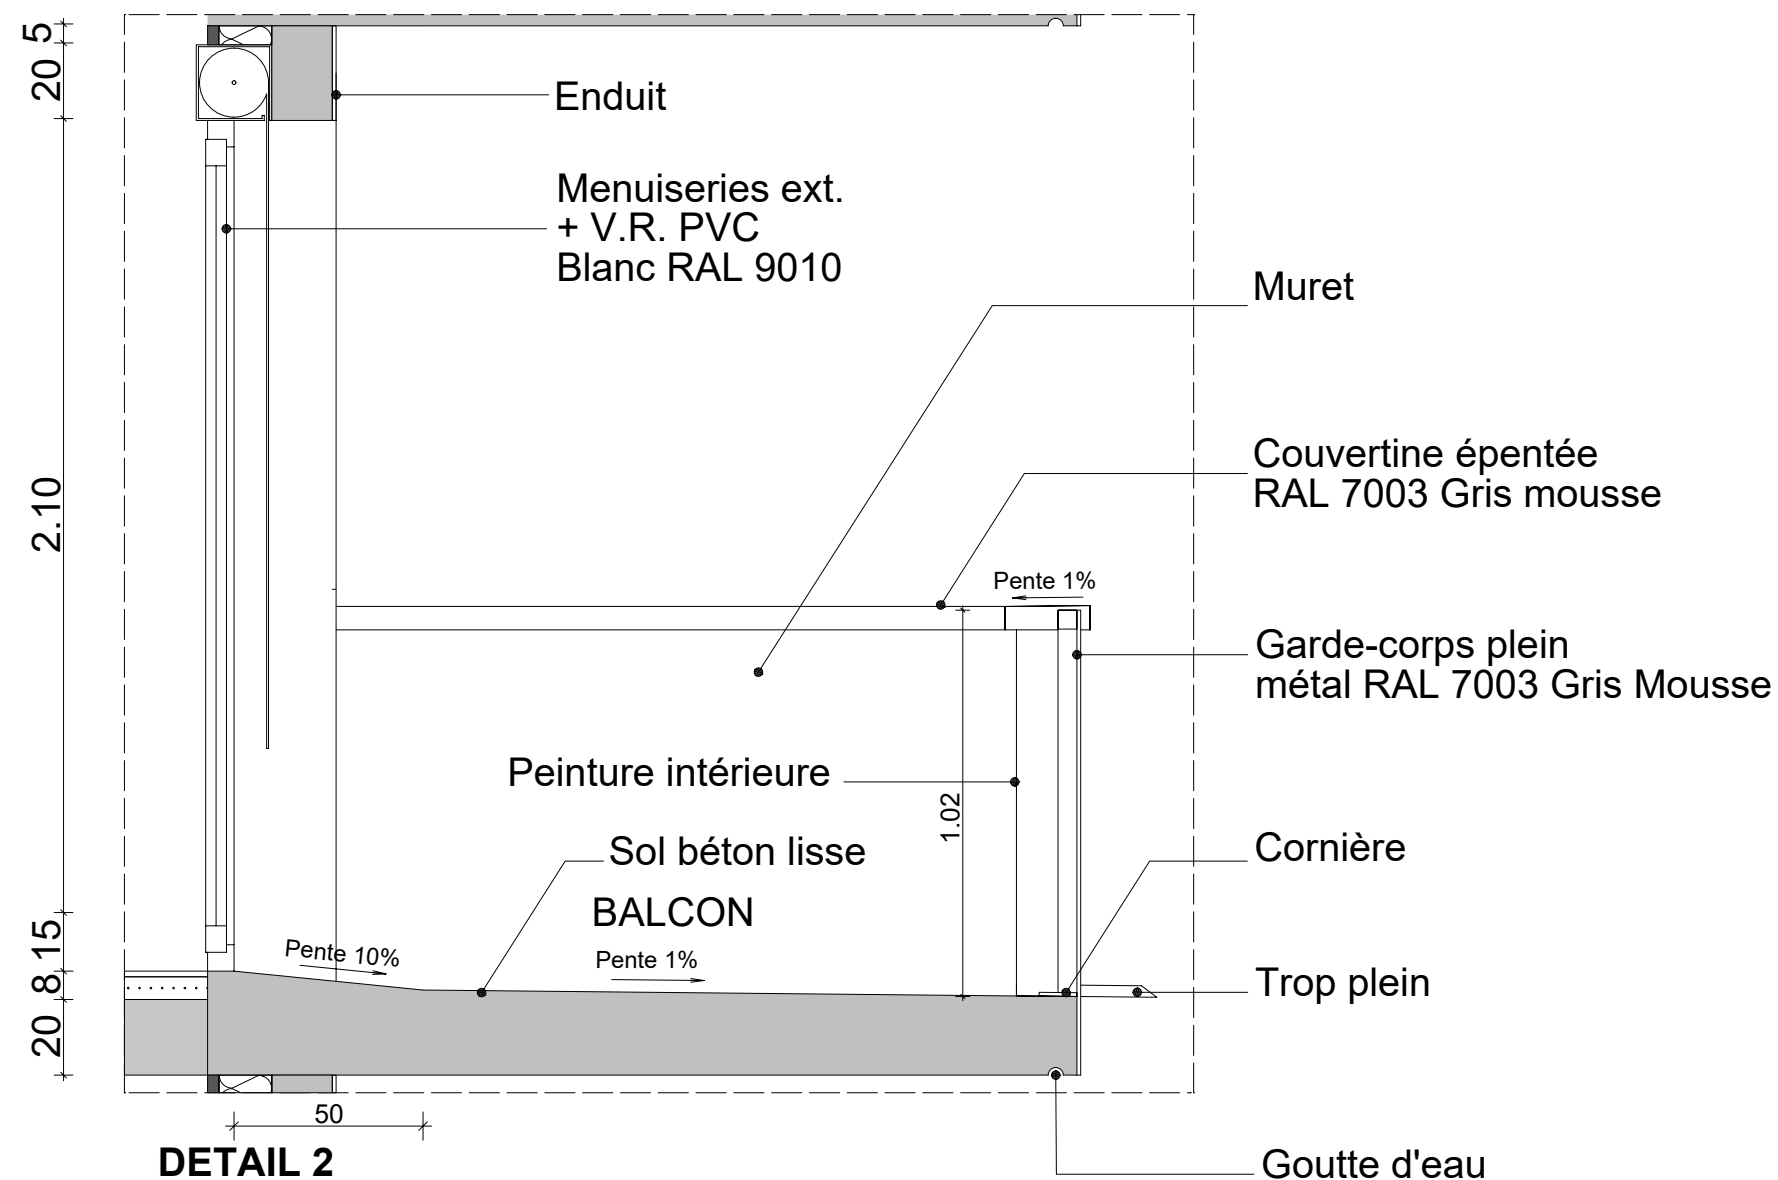 5
20
Enduit
Menuiseries ext.
+ V.R. PVC
Blanc RAL 9010
Muret
Couvertine épentée
RAL 7003 Gris mousse
2.10
Pente 1%
Garde-corps plein
métal RAL 7003 Gris Mousse
Peinture intérieure
1.02
Sol béton lisse
Cornière
BALCON
15
Pente 10%
Pente 1%
8
Trop plein
20
50
DETAIL 2
Goutte d'eau